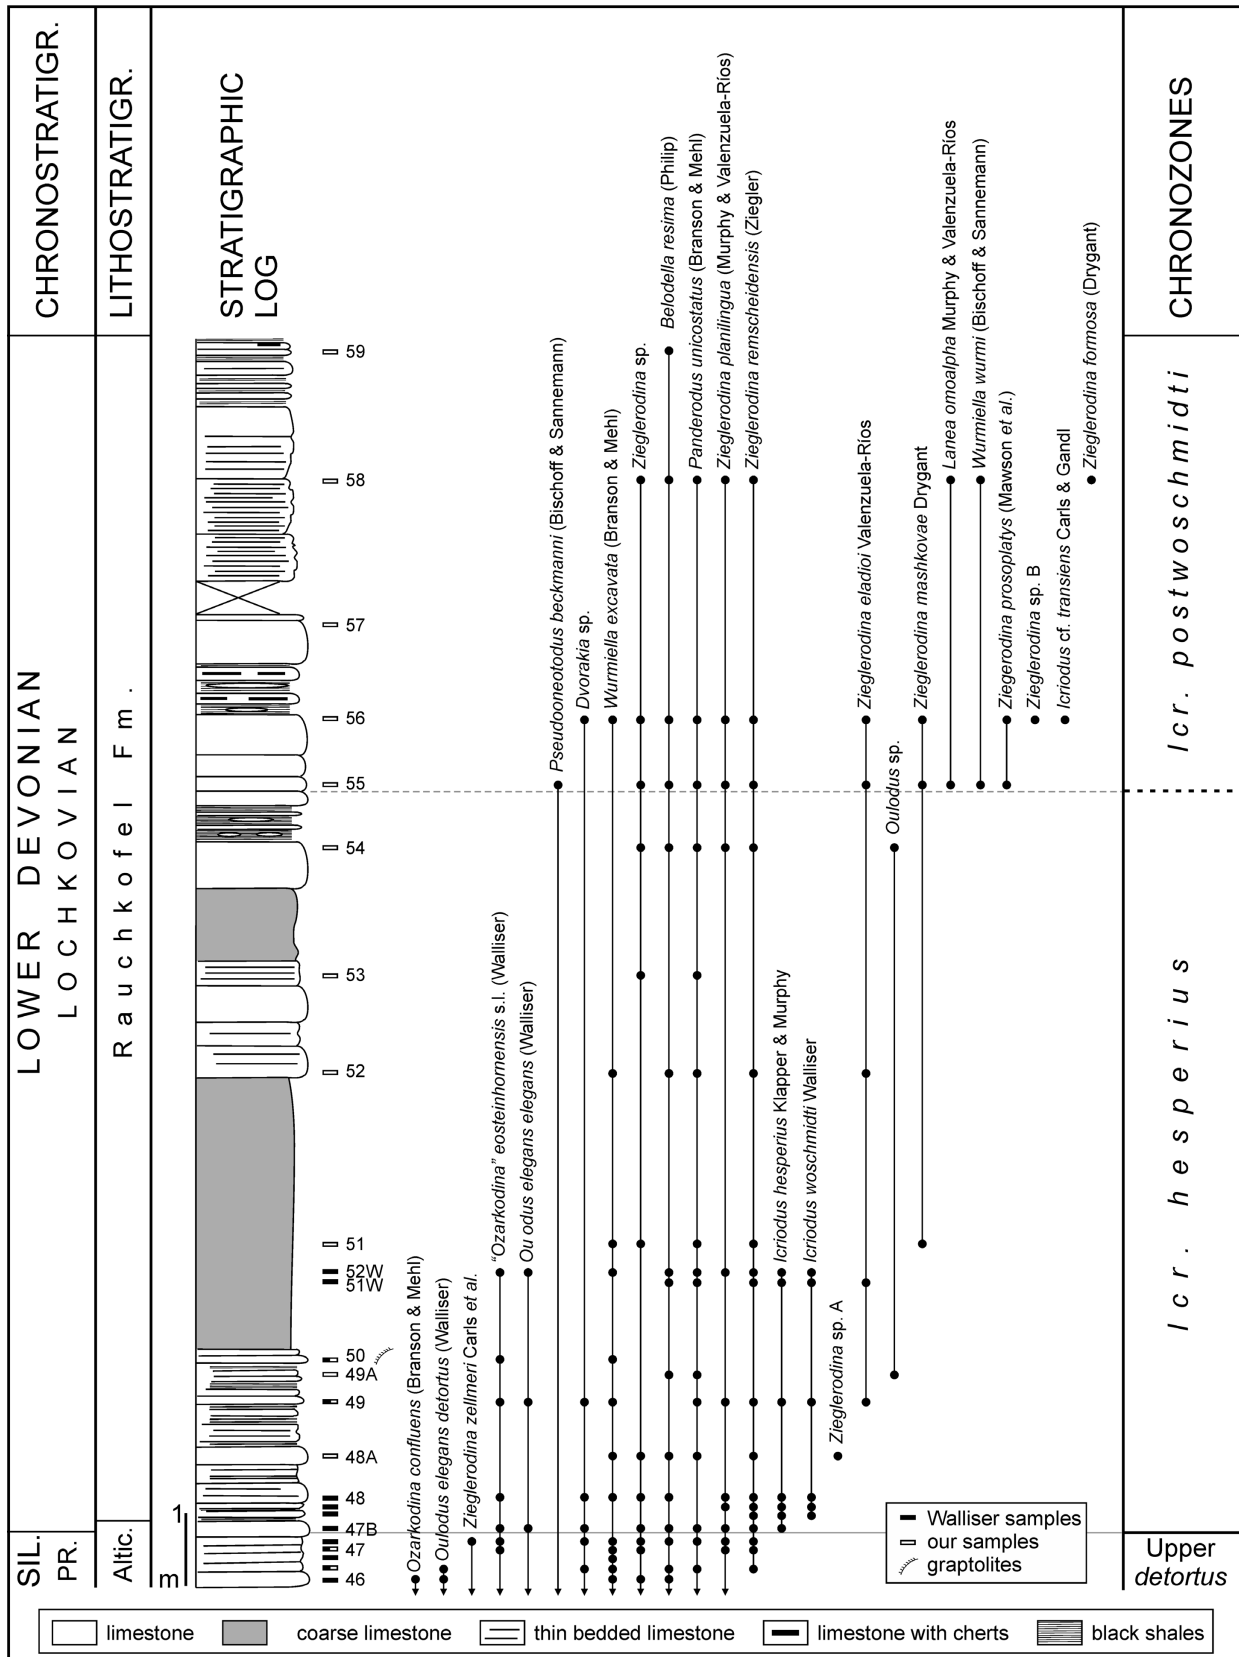 CHRONOSTRATIGR.
LITHOSTRATIGR.
STRATIGRAPHIC
LOG
CHRONOZONES
LOWER DEVONIAN
LOCHKOVIAN
Rauchkofel Fm.
SIL.
PR.
Altic.
1
m
59
58
57
56
55
54
53
52
51
52W
51W
50
49A
49
48A
48
47B
47
46
Ozarkodina confluens (Branson & Mehl)
Oulodus elegans detortus (Walliser)
Zieglerodina zellmeri Carls et al.
“Ozarkodina” eosteinhornensis s.l. (Walliser)
Ou odus elegans elegans (Walliser)
Pseudooneotodus beckmanni (Bischoff & Sannemann)
Dvorakia sp.
Wurmiella excavata (Branson & Mehl)
Zieglerodina sp.
Belodella resima (Philip)
Panderodus unicostatus (Branson & Mehl)
Zieglerodina planilingua (Murphy & Valenzuela-Ríos)
Zieglerodina remscheidensis (Ziegler)
Icriodus hesperius Klapper & Murphy
Icriodus woschmidti Walliser
Zieglerodina sp. A
Zieglerodina eladioi Valenzuela-Ríos
Oulodus sp.
Zieglerodina mashkovae Drygant
Lanea omoalpha Murphy & Valenzuela-Ríos
Wurmiella wurmi (Bischoff & Sannemann)
Ziegerodina prosoplatys (Mawson et al.)
Zieglerodina sp. B
Icriodus cf. transiens Carls & Gandl
Zieglerodina formosa (Drygant)
Icr. postwoschmidti
Icr. hesperius
Upper
detortus
Walliser samples
our samples
graptolites
limestone
coarse limestone
thin bedded limestone
limestone with cherts
black shales